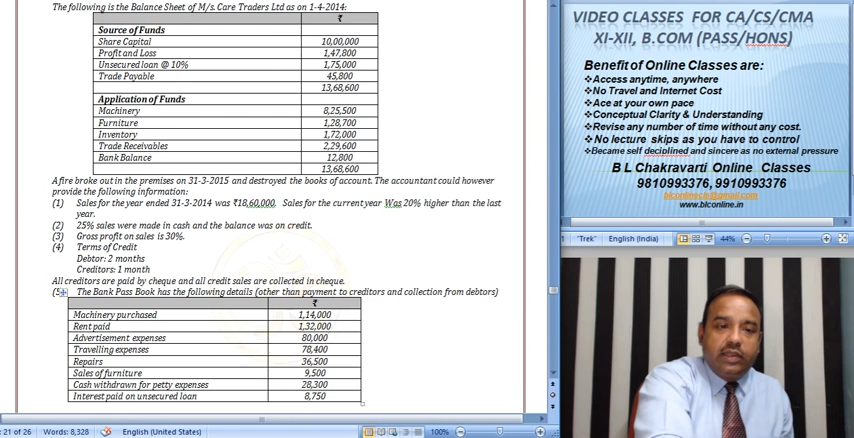 The following is the Balance Sheet of M/s. Care Traders Ltd as on 1-4-2014:
₹
Source of Funds
Share Capital 10,00,000
Profit and Loss 1,47,800
Unsecured loan @ 10% 1,75,000
Trade Payable 45,800
13,68,600
Application of Funds
Machinery 8,25,500
Furniture 1,28,700
Inventory 1,72,000
Trade Receivables 2,29,600
Bank Balance 12,800
13,68,600
A fire broke out in the premises on 31-3-2015 and destroyed the books of account. The accountant could however
provide the following information:
(1) Sales for the year ended 31-3-2014 was ₹18,60,000. Sales for the current year Was 20% higher than the last
year.
(2) 25% sales were made in cash and the balance was on credit.
(3) Gross profit on sales is 30%.
(4) Terms of Credit
Debtor: 2 months
Creditors: 1 month
All creditors are paid by cheque and all credit sales are collected in cheque.
(5 The Bank Pass Book has the following details (other than payment to creditors and collection from debtors)
₹
Machinery purchased 1,14,000
Rent paid 1,32,000
Advertisement expenses 80,000
Travelling expenses 78,400
Repairs 36,500
Sales of furniture 9,500
Cash withdrawn for petty expenses 28,300
Interest paid on unsecured loan 8,750
: 21 of 26 Words: 8,328 English (United States) 100%
VIDEO CLASSES FOR CA/CS/CMA
XI-XII, B.COM (PASS/HONS)
Benefit of Online Classes are:
❖Access anytime, anywhere
❖No Travel and Internet Cost
❖Ace at your own pace
❖Conceptual Clarity & Understanding
❖Revise any number of time without any cost.
❖No lecture skips as you have to control
❖Became self deciplined and sincere as no external pressure
B L Chakravarti Online Classes
9810993376, 9910993376
blconlinech@gmail.com
www.blconline.in
1 "Trek" English (India) 44%